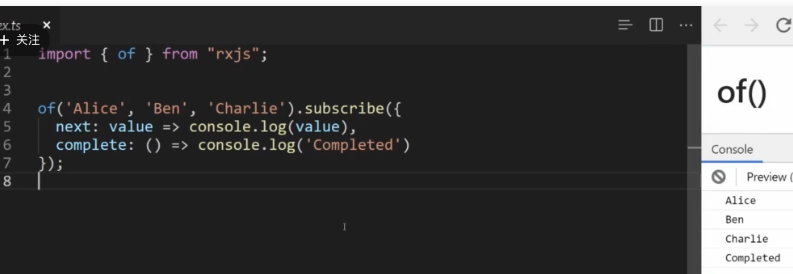 ex.ts ×
+ 关注
1 import { of } from "rxjs";
2
3
4 of('Alice', 'Ben', 'Charlie').subscribe({
5 next: value => console.log(value),
6 complete: () => console.log('Completed')
7 });
8
of()
Console
Preview (
Alice
Ben
Charlie
Completed